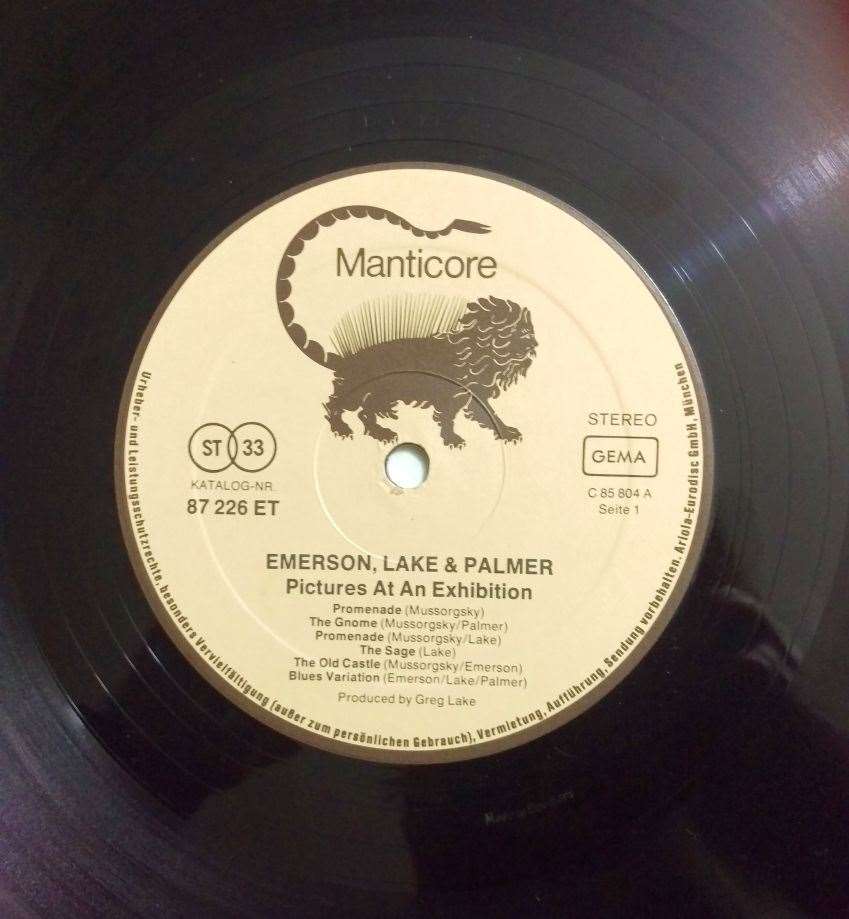 Manticore
ST 33
KATALOG-NR.
87 226 ET
STEREO
GEMA
C 85 804 A
Seite 1
EMERSON, LAKE & PALMER
Pictures At An Exhibition
Promenade (Mussorgsky)
The Gnome (Mussorgsky/Palmer)
Promenade (Mussorgsky/Lake)
The Sage (Lake)
The Old Castle (Mussorgsky/Emerson)
Blues Variation (Emerson/Lake/Palmer)
Produced by Greg Lake
Urheber- und Leistungsschutzrechte, besonders Vervielfältigung (außer zum persönlichen Gebrauch), Vermietung, Aufführung, Sendung vorbehalten. Ariola-Eurodisc GmbH, München